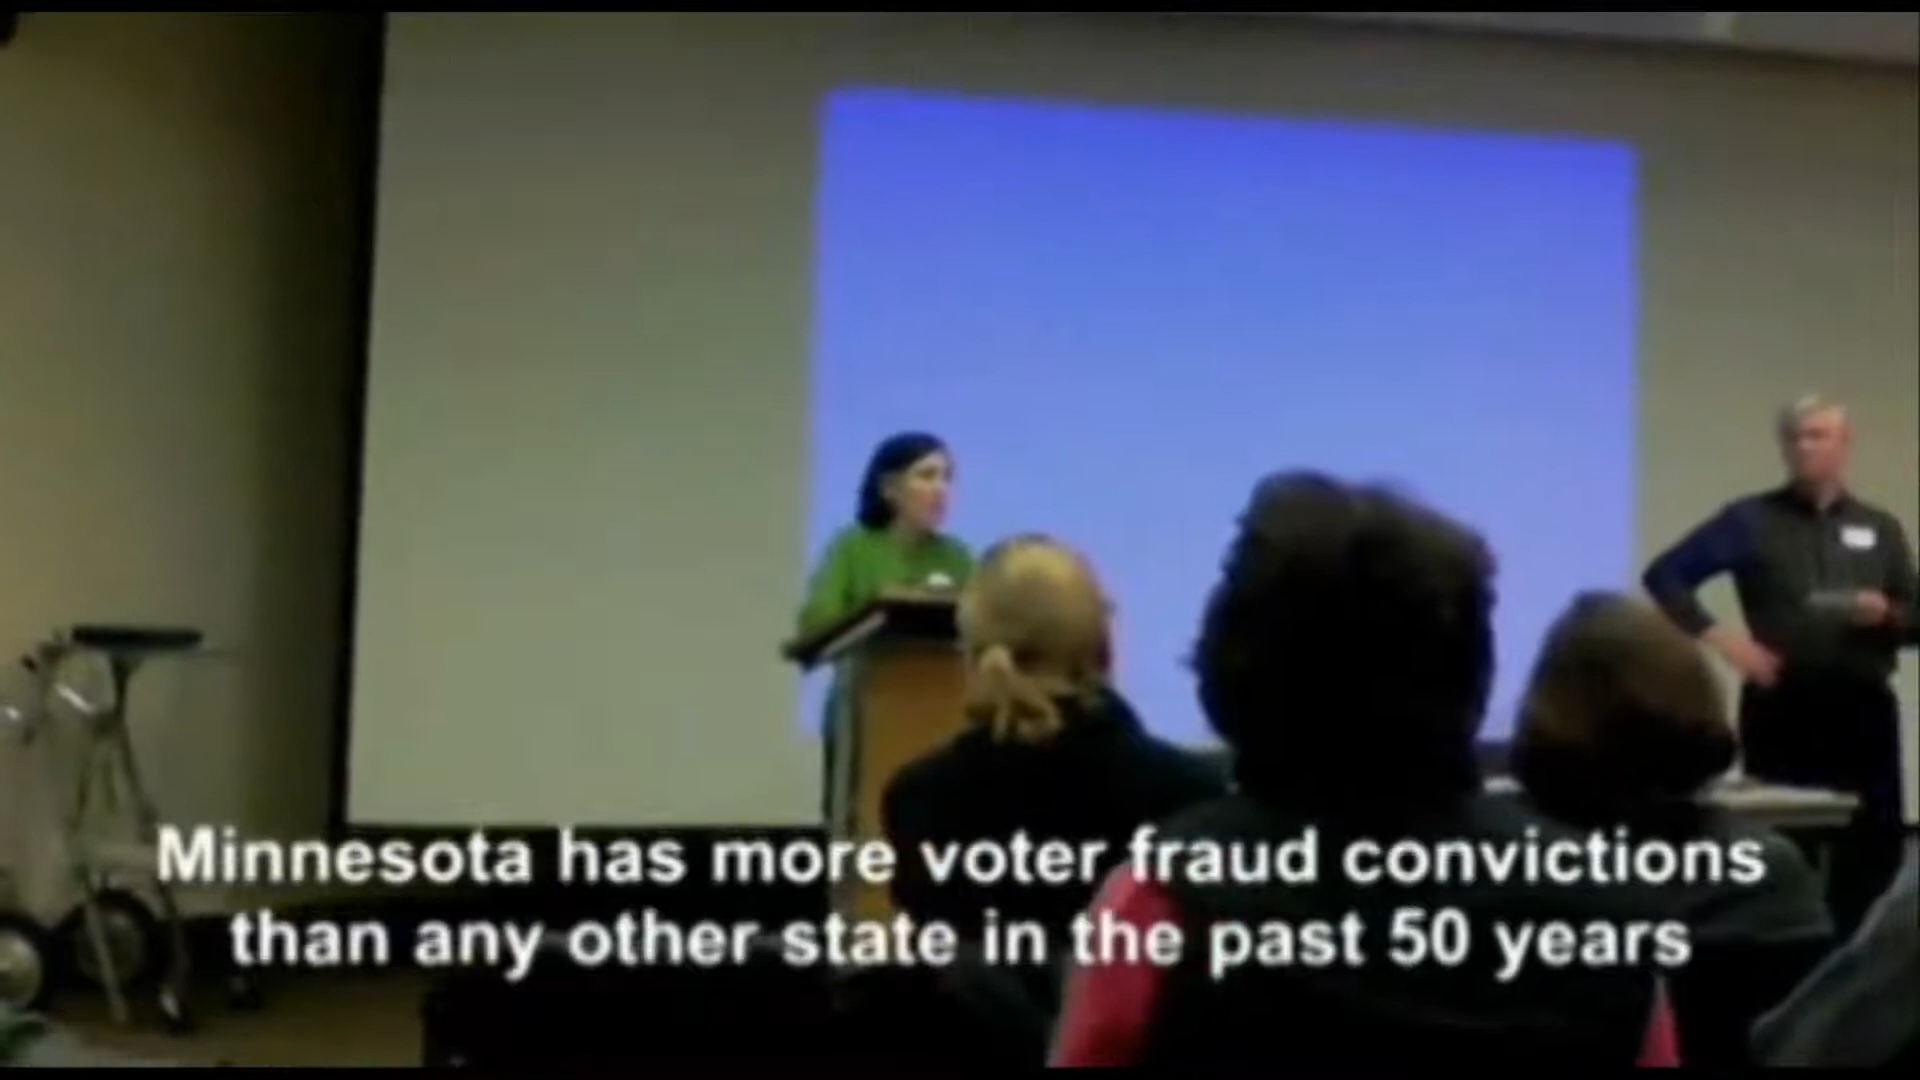 Minnesota has more voter fraud convictions
than any other state in the past 50 years